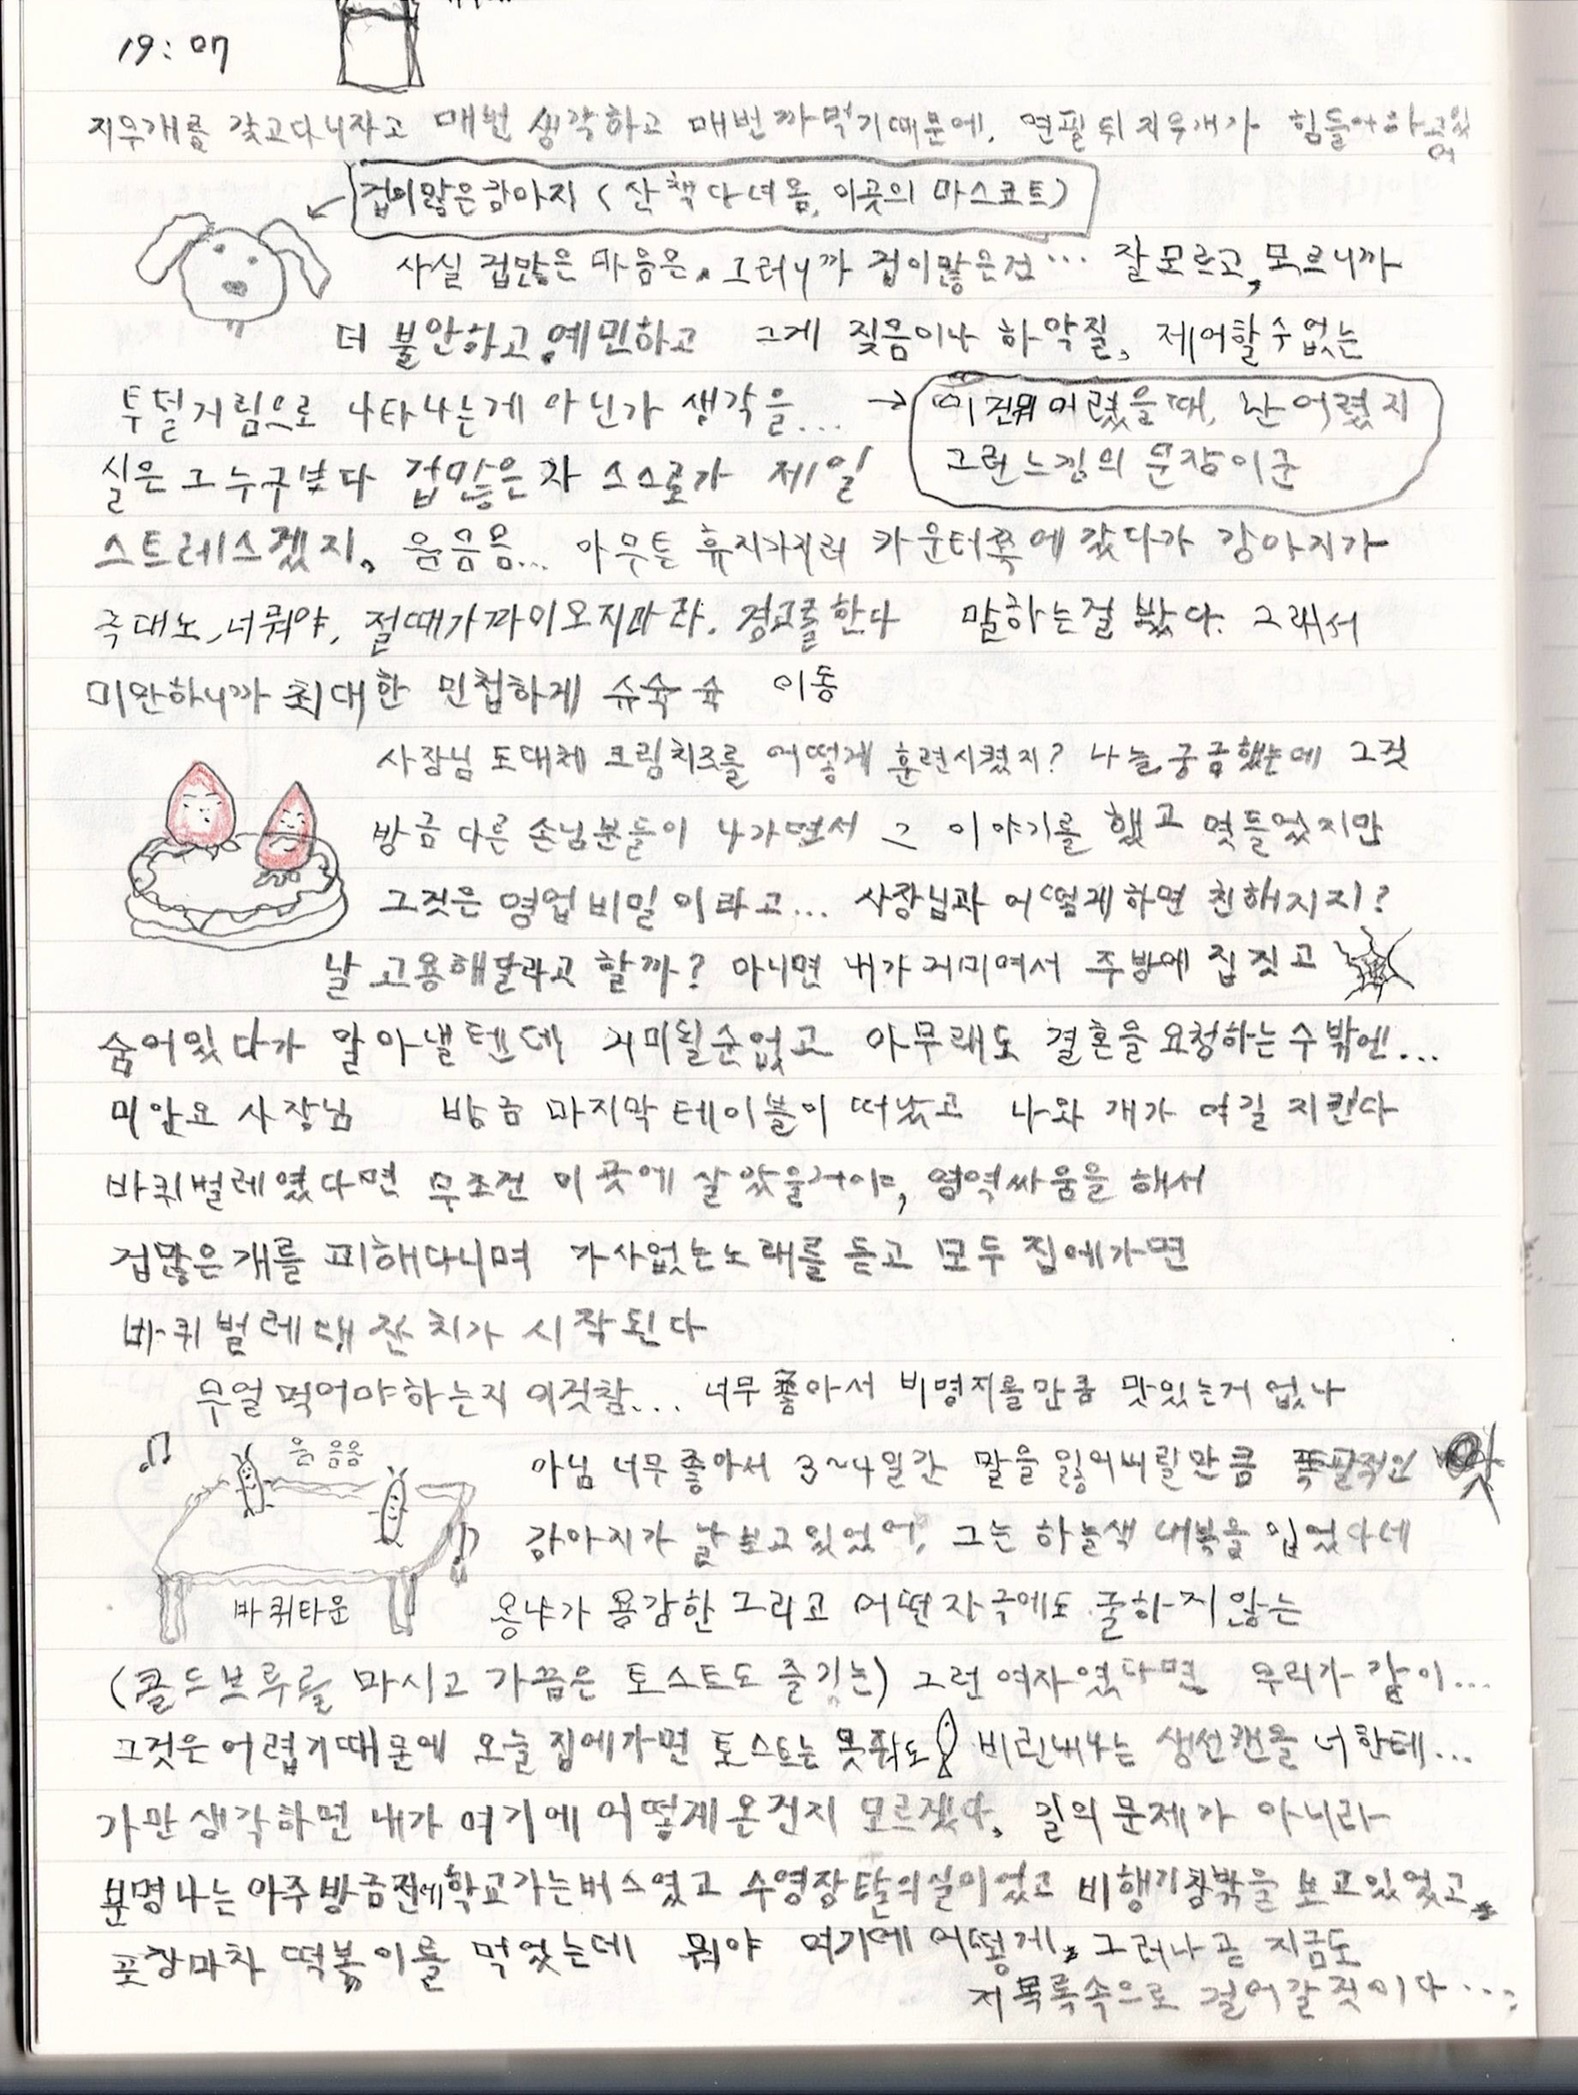 19:07
지우개를 갖고다니자고 매번 생각하고 매번까먹기때문에, 연필뒤지우개가 힘들어하고있어
겁이많은강아지 (산책다녀옴, 이곳의 마스코트)
사실 겁많은 마음은, 그러니까 겁이많은건... 잘모르고, 모르니까
더 불안하고, 예민하고 그게 짖음이나 하악질, 제어할수없는
투덜거림으로 나타나는게 아닌가 생각을...
→ 어렸을때, 난 어렸지
그런느낌의 문장이군
실은 그누구보다 겁많은자 스스로가 제일
스트레스겠지, 음음음... 아무튼 휴지가지러 카운터쪽에갔다가 강아지가
극대노, 너뭐야, 절때가까이오지마라, 경고를한다 말하는걸 봤다. 그래서
미안하니까 최대한 민첩하게 슈슉슉 이동
사장님 도대체 크림치즈를 어떻게 훈련시켰지? 나늘궁금했는데 그것
방금 다른 손님분들이 나가면서 그 이야기를 했고 엿들었지만
그것은 영업비밀이라고... 사장님과 어떻게하면 친해지지?
날 고용해달라고 할까? 아니면 내가거미여서 주방에 집짓고
숨어있다가 알아낼텐데 거미될순없고 아무래도 결혼을요청하는수밖엔...
미안요 사장님 방금 마지막테이블이 떠났고 나와 개가 여길 지킨다
바퀴벌레였다면 무조건 이곳에 살았을거야, 영역싸움을 해서
겁많은개를 피해다니며 가사없는노래를 듣고 모두 집에가면
바퀴벌레대잔치가 시작된다
무얼먹어야하는지 이것참... 너무좋아서 비명지를만큼 맛있는거없나
♫ 음 음음
바퀴타운
아님 너무좋아서 3~4일간 말을잃어버릴만큼 폭팔적인 맛
강아지가 날보고있었어, 그는 하늘색 내복을 입었다네
용냐가 용감한 그리고 어떤자극에도 굴하지않는
(콜드브루를 마시고 가끔은 토스트도 즐기는) 그런여자였다면 우리가 같이...
그것은어렵기때문에 오늘집에가면 토스트는못줘도 비린내나는 생선캔을 너한테...
가만생각하면 내가 여기에 어떻게온건지 모르겠다, 길의문제가 아니라
분명나는 아주방금전에학교가는버스였고 수영장탈의실이었고 비행기창밖을 보고있었고,
포장마차 떡볶이를 먹었는데 뭐야 여기에 어떻게, 그러나 곧 지금도
저목록속으로 걸어갈것이다...